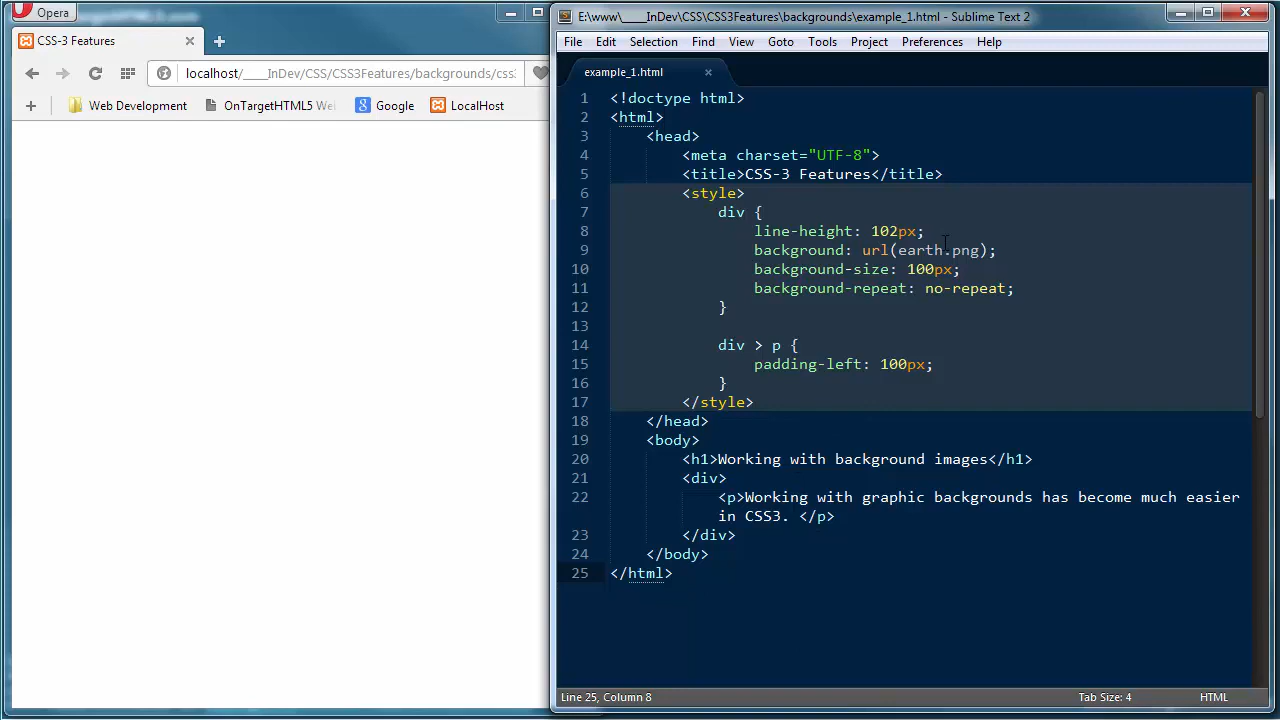 Opera
CSS-3 Features
localhost/____InDev/CSS/CSS3Features/backgrounds/css3
Web Development
OnTargetHTML5 We
Google
LocalHost
E:\www\____InDev\CSS\CSS3Features\backgrounds\example_1.html - Sublime Text 2
File Edit Selection Find View Goto Tools Project Preferences Help
example_1.html
1 <!doctype html>
2 <html>
3 <head>
4 <meta charset="UTF-8">
5 <title>CSS-3 Features</title>
6 <style>
7 div {
8 line-height: 102px;
9 background: url(earth.png);
10 background-size: 100px;
11 background-repeat: no-repeat;
12 }
13
14 div > p {
15 padding-left: 100px;
16 }
17 </style>
18 </head>
19 <body>
20 <h1>Working with background images</h1>
21 <div>
22 <p>Working with graphic backgrounds has become much easier
in CSS3. </p>
23 </div>
24 </body>
25 </html>
Line 25, Column 8
Tab Size: 4
HTML